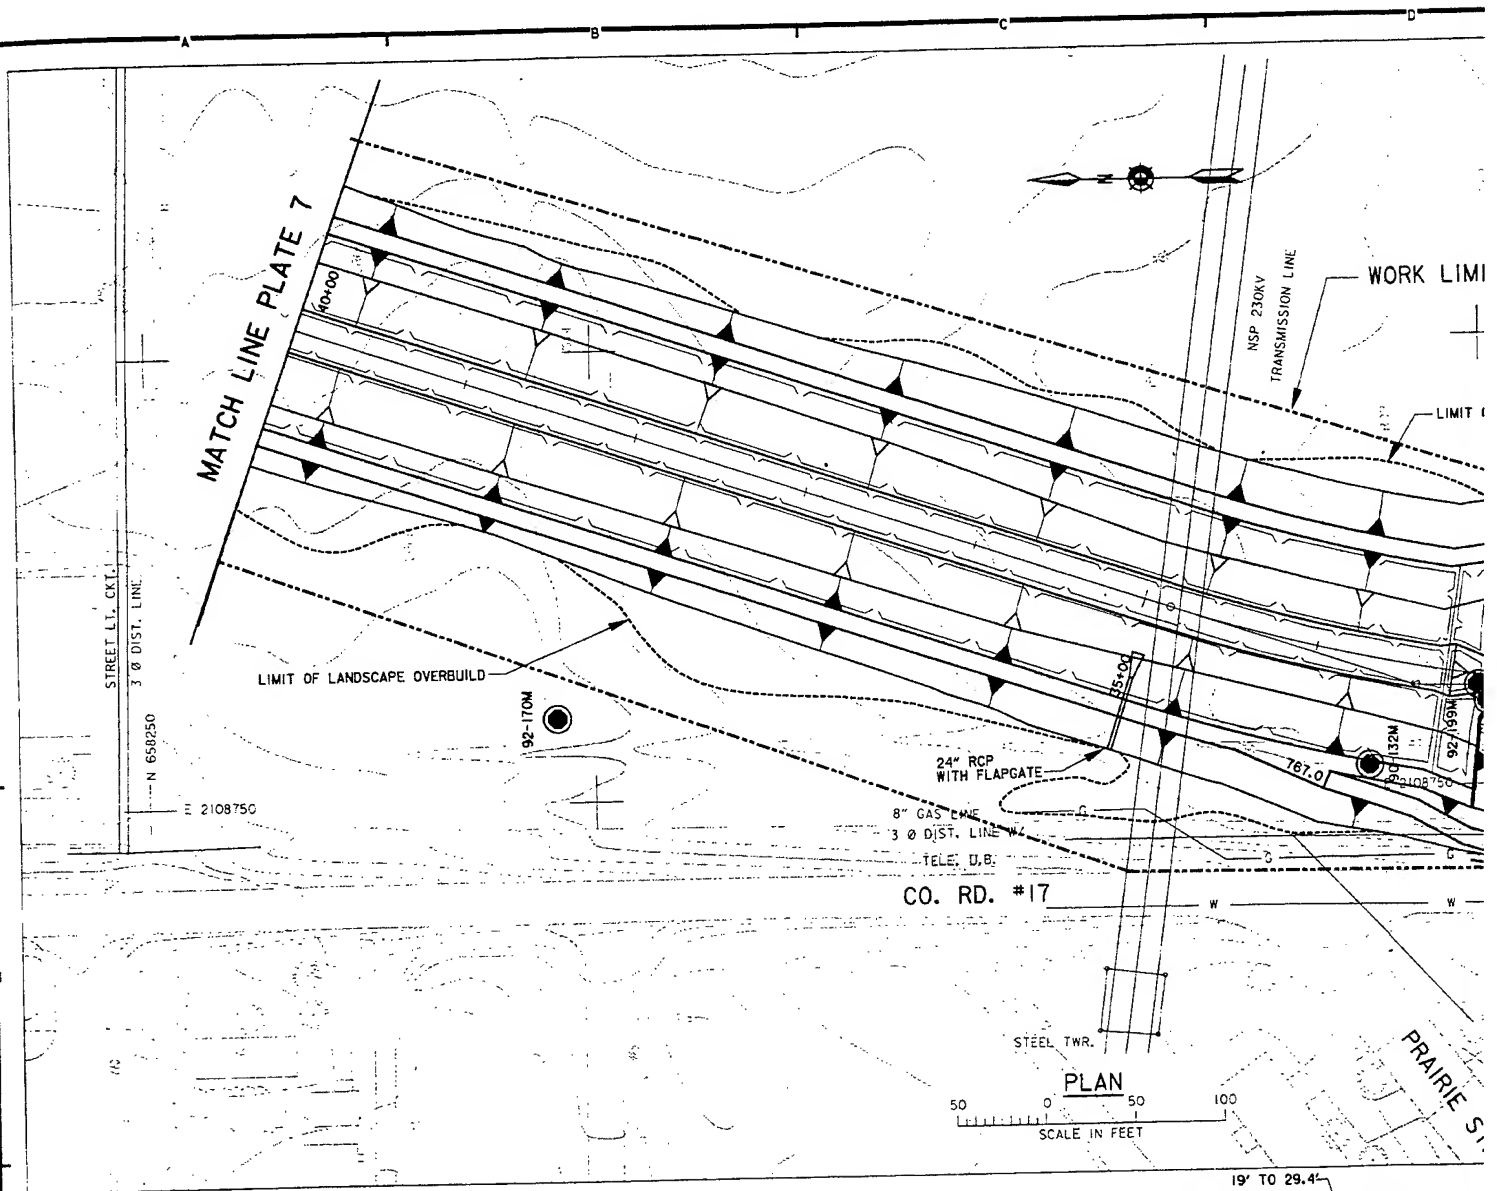 A
B
C
D
MATCH LINE PLATE 7
40+00
N
NSP 230KV
TRANSMISSION LINE
WORK LIMI
LIMIT
STREET LT. CKT.
3 Ø DIST. LINE
N 658250
E 2108750
LIMIT OF LANDSCAPE OVERBUILD
92-170M
35+00
24" RCP
WITH FLAPGATE
767.0
90-132M
92-199M
2108750
8" GAS LINE
3 Ø DIST. LINE W/
TELE. U.B.
G
G
G
CO. RD. #17
W
W
STEEL TWR.
PRAIRIE
PLAN
50 0 50 100
SCALE IN FEET
19' TO 29.4'